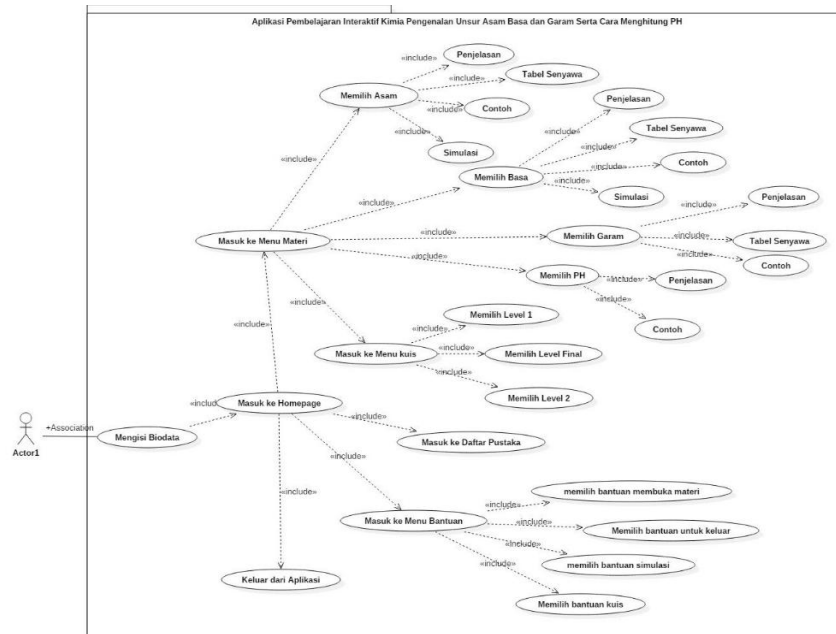 Aplikasi Pembelajaran Interaktif Kimia Pengenalan Unsur Asam Basa dan Garam Serta Cara Menghitung PH
Penjelasan
«include»
Tabel Senyawa
«include»
Memilih Asam
«include»
Contoh
Penjelasan
«include»
Simulasi
«include»
Tabel Senyawa
«include»
«include»
Contoh
«include»
Memilih Basa
«include»
Simulasi
«include»
Penjelasan
«include»
Masuk ke Menu Materi
«include»
Memilih Garam
«include»
Tabel Senyawa
«include»
Contoh
«include»
Memilih PH
«include»
Penjelasan
«include»
Contoh
«include»
Memilih Level 1
«include»
«include»
Masuk ke Menu kuis
«include»
Memilih Level Final
«include»
Memilih Level 2
«include»
Masuk ke Homepage
«include»
+Association
Mengisi Biodata
Masuk ke Daftar Pustaka
Actor1
«include»
«include»
memilih bantuan membuka materi
«include»
Masuk ke Menu Bantuan
«include»
Memilih bantuan untuk keluar
«include»
memilih bantuan simulasi
«include»
Keluar dari Aplikasi
Memilih bantuan kuis